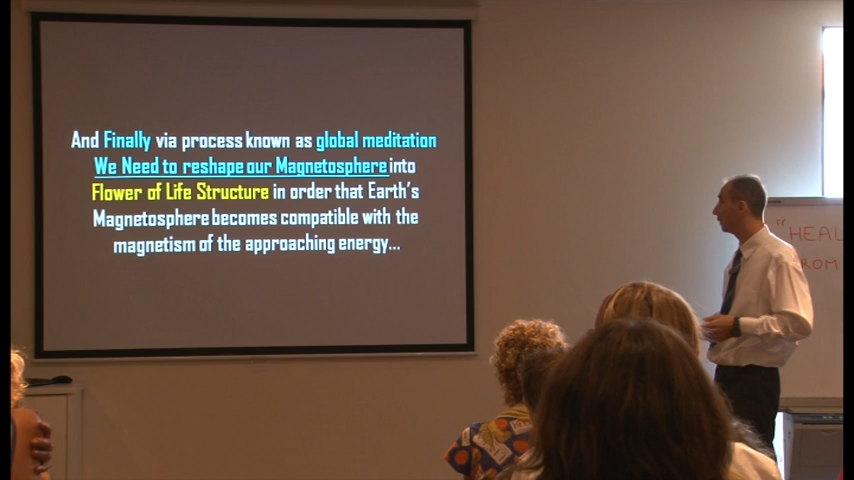 And Finally via process known as global meditation
We Need to reshape our Magnetosphere into
Flower of Life Structure in order that Earth's
Magnetosphere becomes compatible with the
magnetism of the approaching energy...
"HEAL
ROM